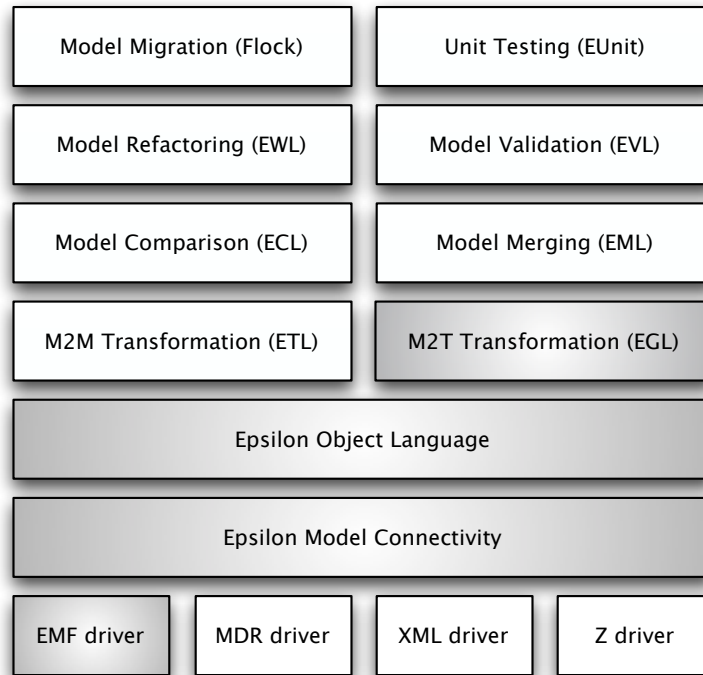 Model Migration (Flock)
Unit Testing (EUnit)
Model Refactoring (EWL)
Model Validation (EVL)
Model Comparison (ECL)
Model Merging (EML)
M2M Transformation (ETL)
M2T Transformation (EGL)
Epsilon Object Language
Epsilon Model Connectivity
EMF driver
MDR driver
XML driver
Z driver